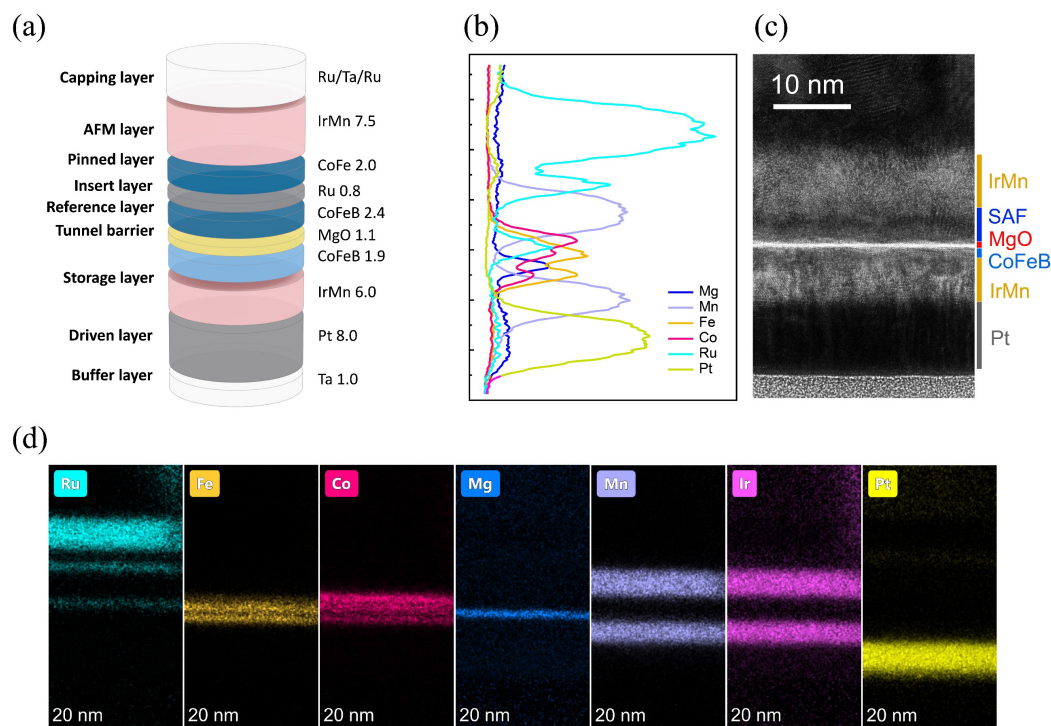 (a)
Capping layer
Ru/Ta/Ru
AFM layer
IrMn 7.5
Pinned layer
CoFe 2.0
Insert layer
Ru 0.8
Reference layer
CoFeB 2.4
Tunnel barrier
MgO 1.1
CoFeB 1.9
Storage layer
IrMn 6.0
Driven layer
Pt 8.0
Buffer layer
Ta 1.0
(b)
Mg
Mn
Fe
Co
Ru
Pt
(c)
10 nm
IrMn
SAF
MgO
CoFeB
IrMn
Pt
(d)
Ru
Fe
Co
Mg
Mn
Ir
Pt
20 nm
20 nm
20 nm
20 nm
20 nm
20 nm
20 nm